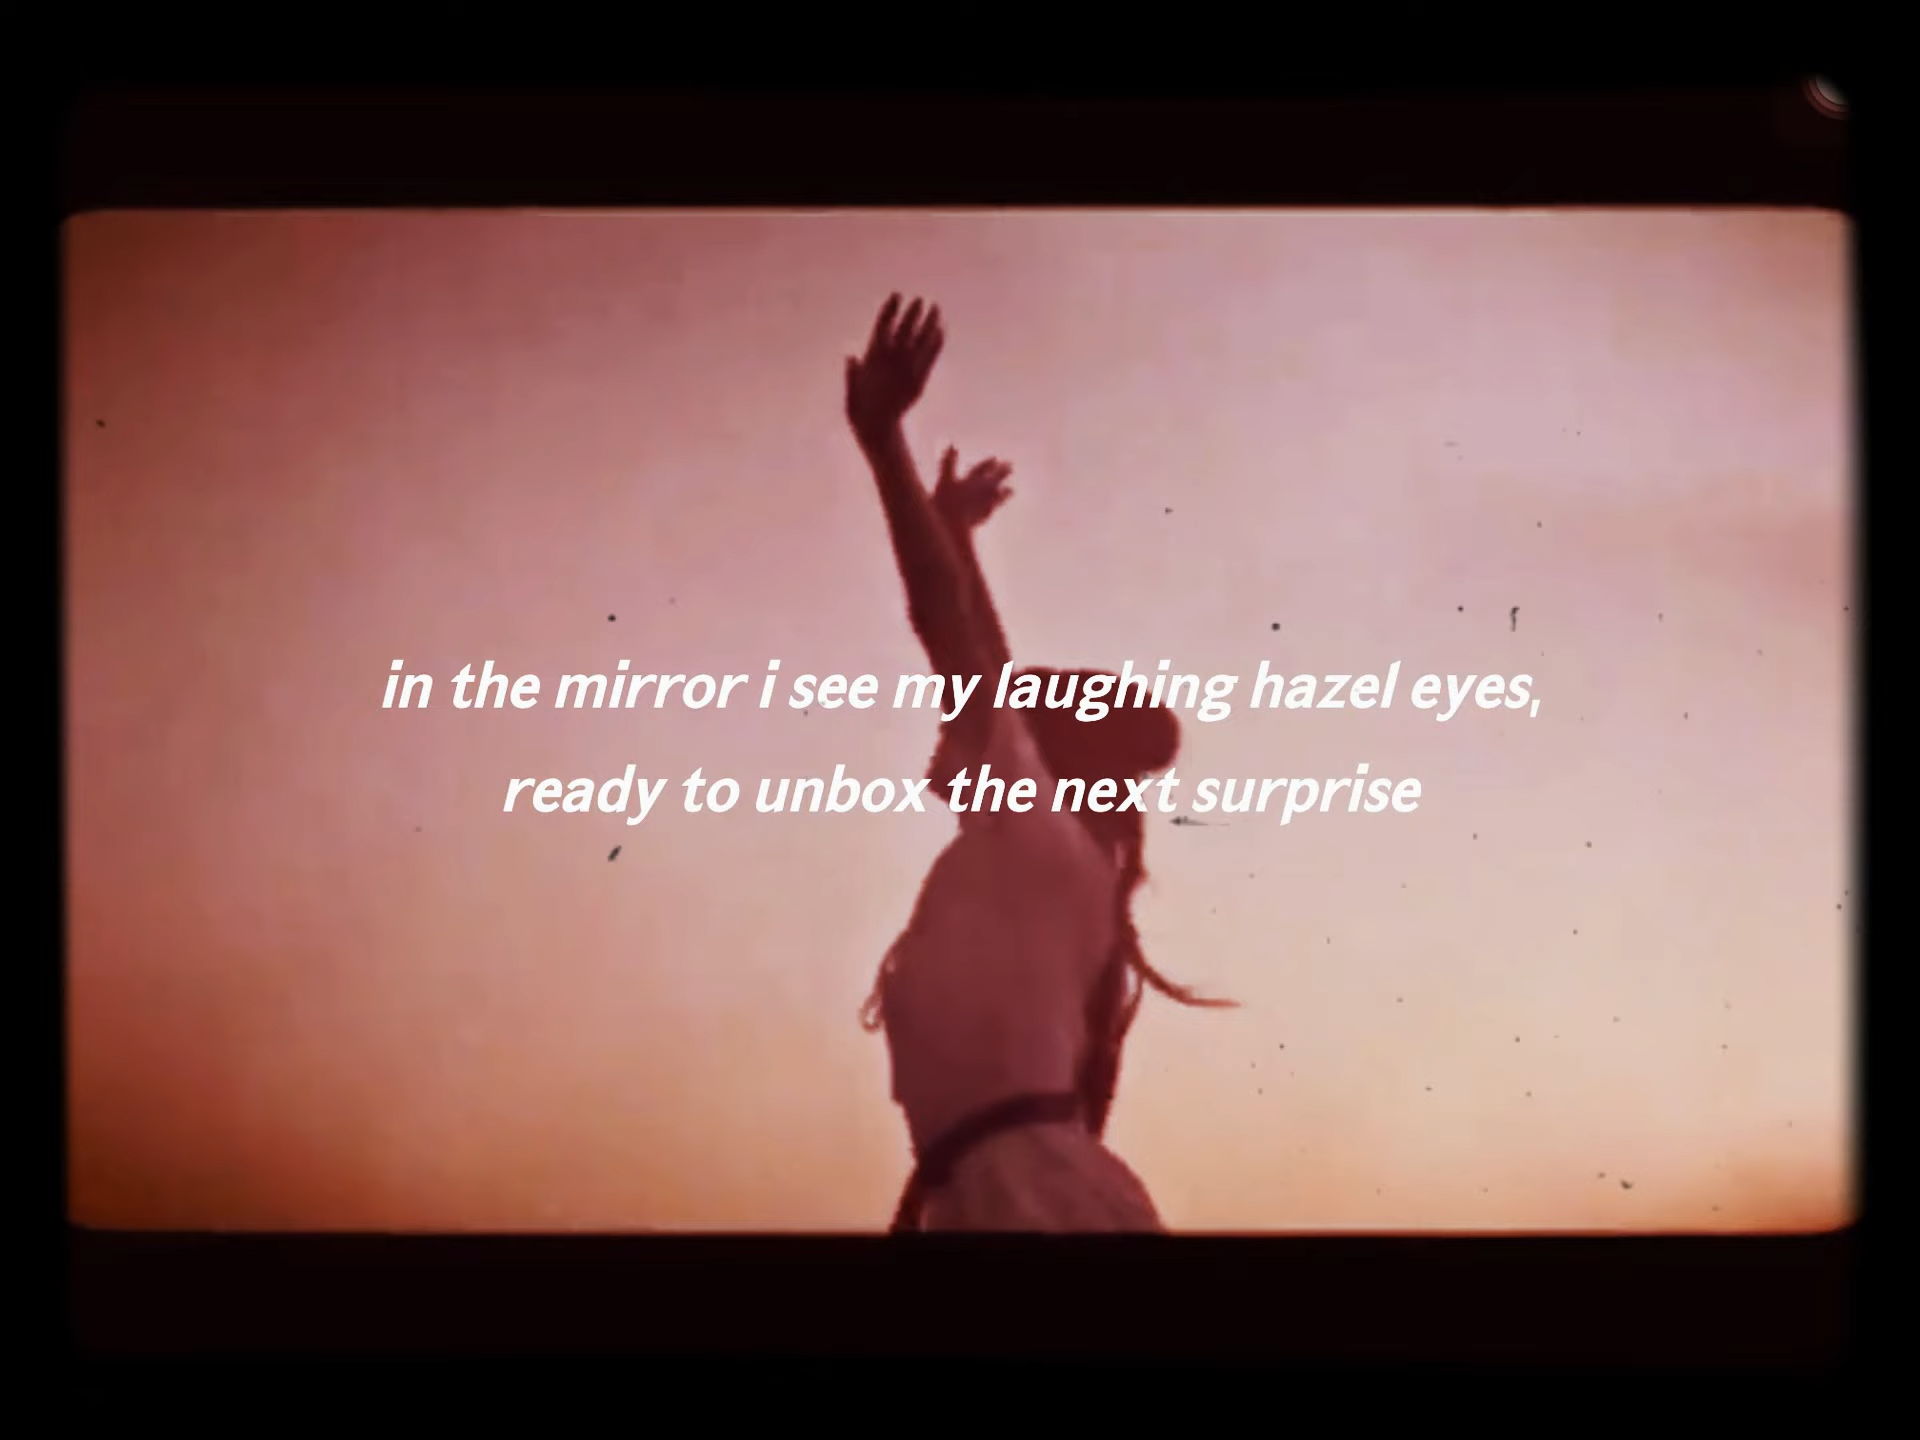 in the mirror i see my laughing hazel eyes,
ready to unbox the next surprise